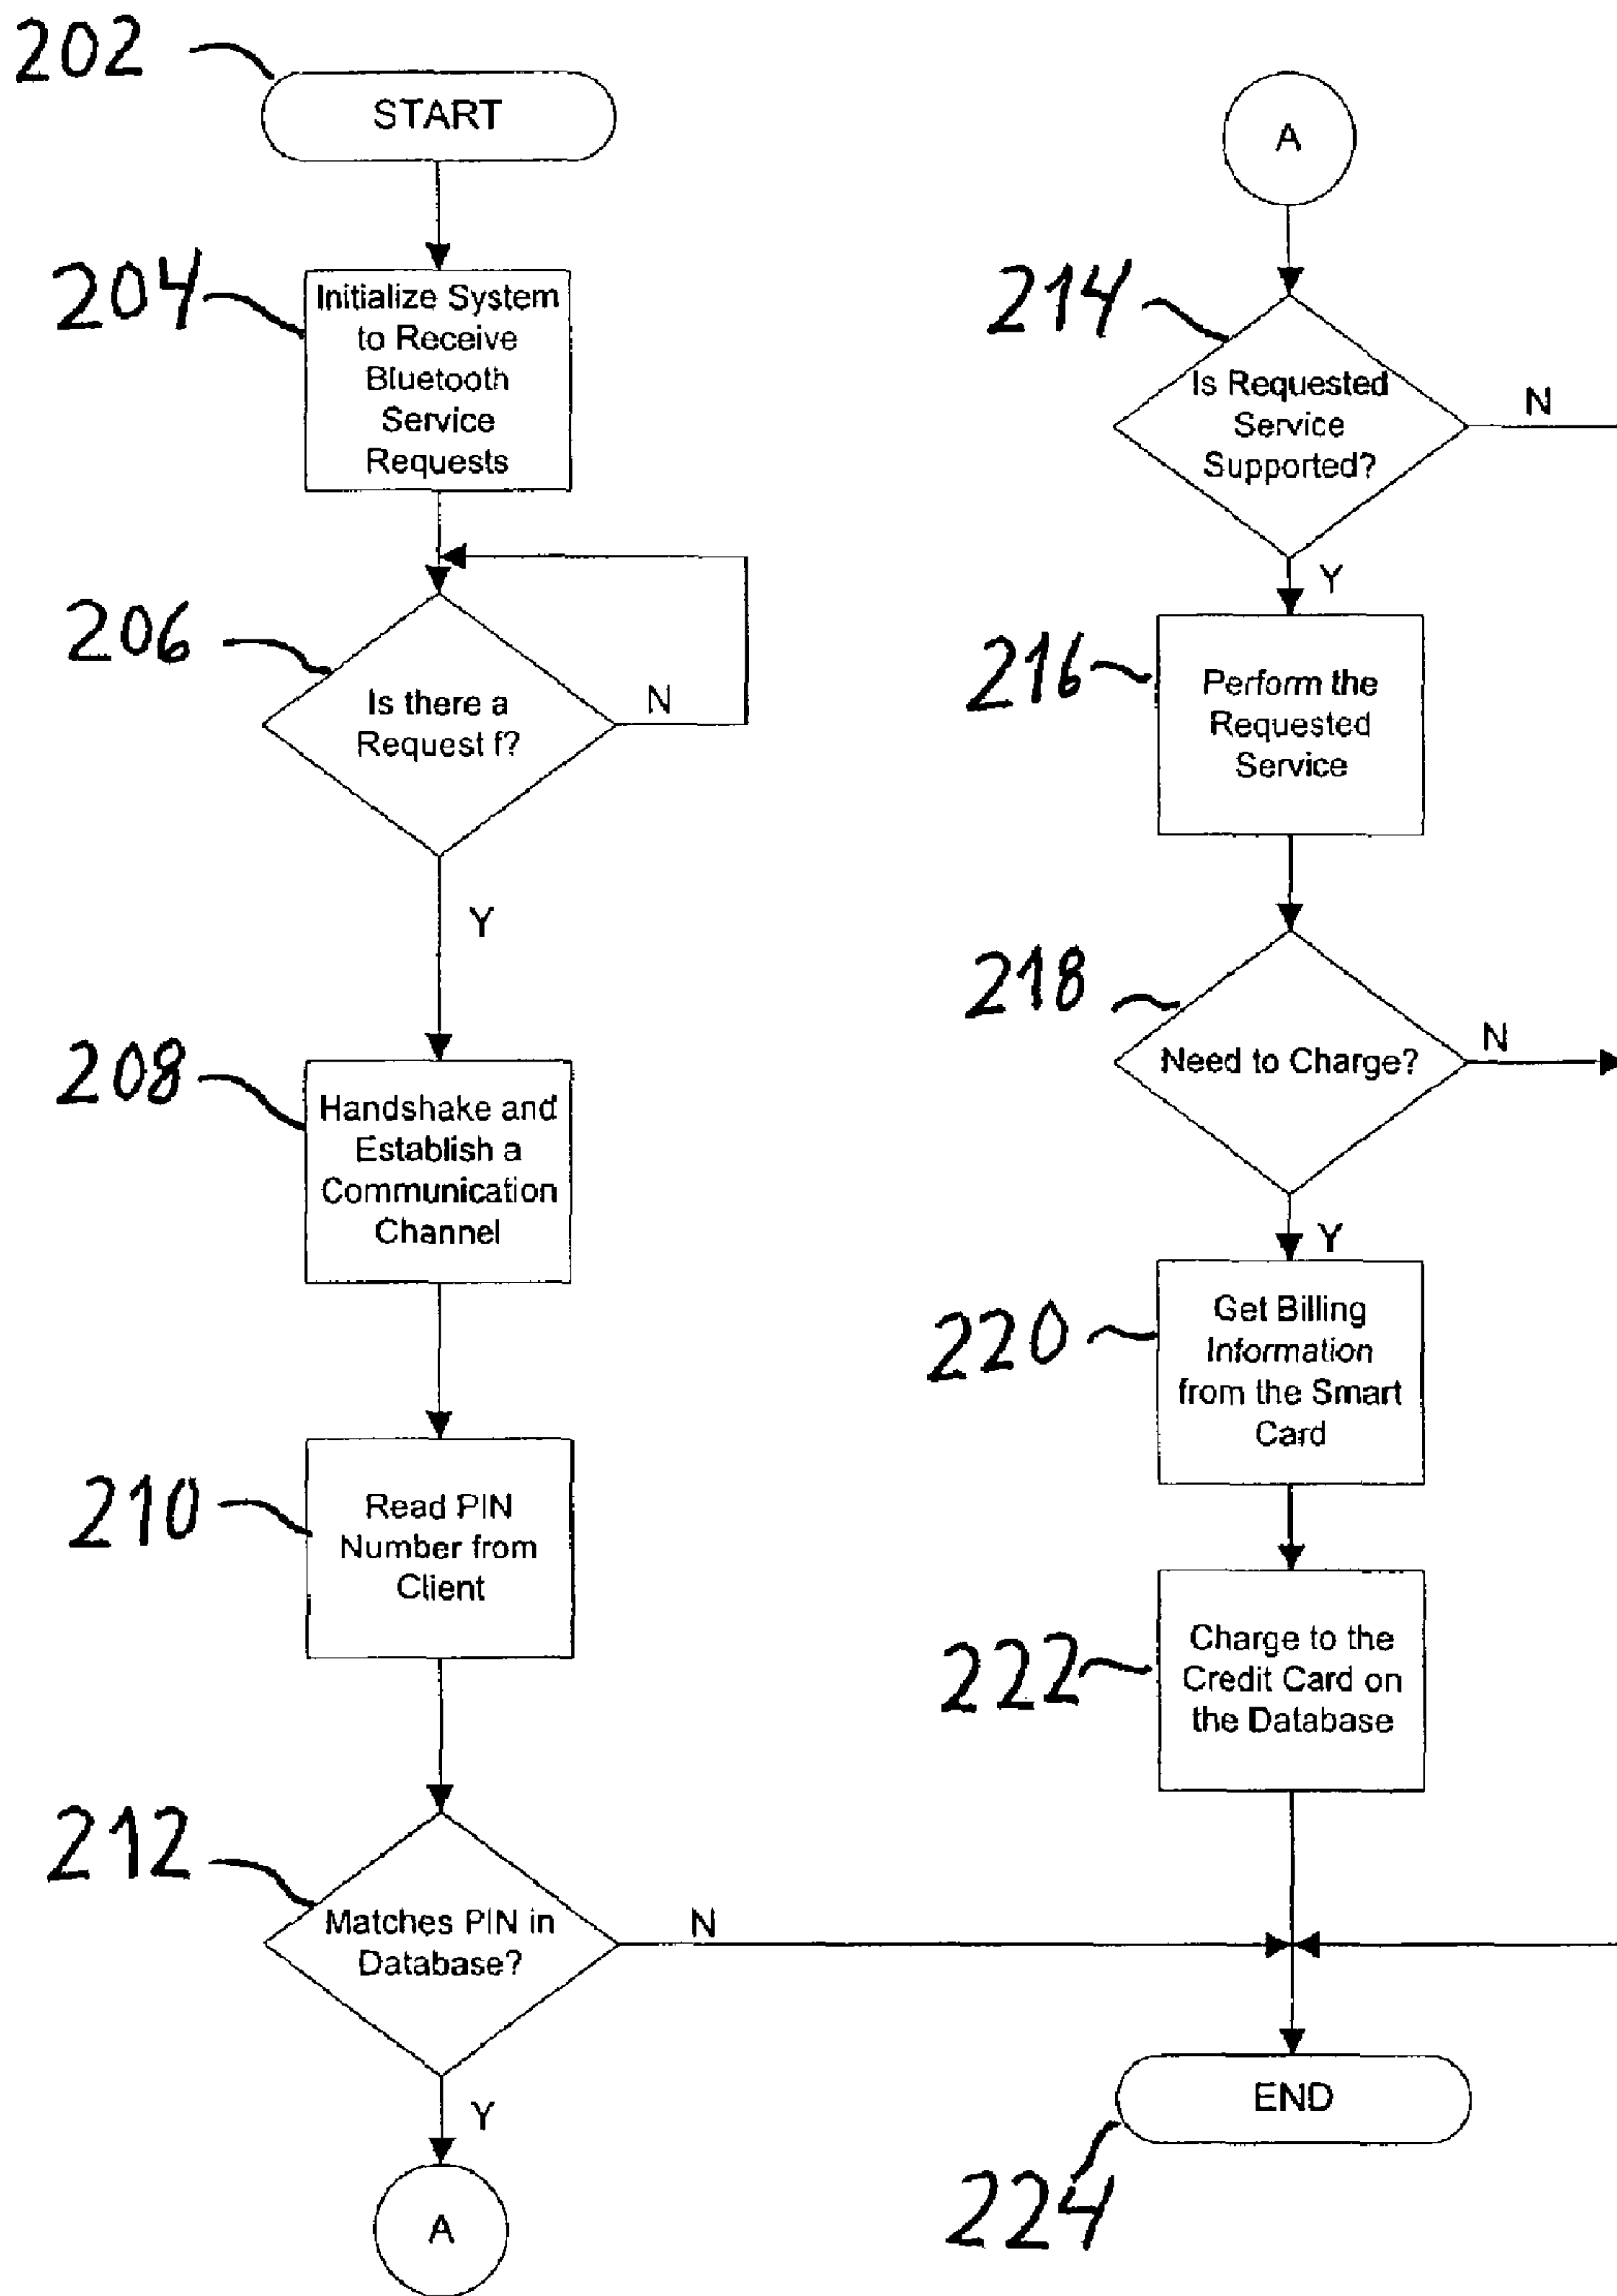 202
START
204
Initialize System
to Receive
Bluetooth
Service
Requests
206
Is there a
Request f?
N
Y
208
Handshake and
Establish a
Communication
Channel
210
Read PIN
Number from
Client
212
Matches PIN in
Database?
N
Y
A
A
214
Is Requested
Service
Supported?
N
Y
216
Perform the
Requested
Service
218
Need to Charge?
N
Y
220
Get Billing
Information
from the Smart
Card
222
Charge to the
Credit Card on
the Database
END
224